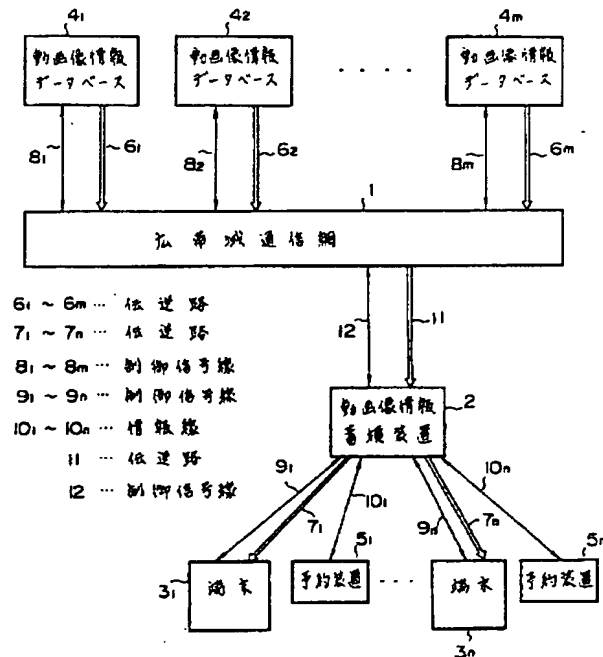 4₁
4₂
4m
動画像情報
データベース
動画像情報
データベース
‥‥
動画像情報
データベース
8₁
6₁
8₂
6₂
8m
6m
1
広帯域通信網
6₁ ~ 6m … 伝送路
7₁ ~ 7n … 伝送路
8₁ ~ 8m … 制御信号線
9₁ ~ 9n … 制御信号線
10₁ ~ 10n … 情報線
11 … 伝送路
12 … 制御信号線
12
11
動画像情報
蓄積装置
2
9₁
7₁
10₁
9n
7n
10n
3₁
端末
5₁
予約装置
‥‥
端末
3n
5n
予約装置